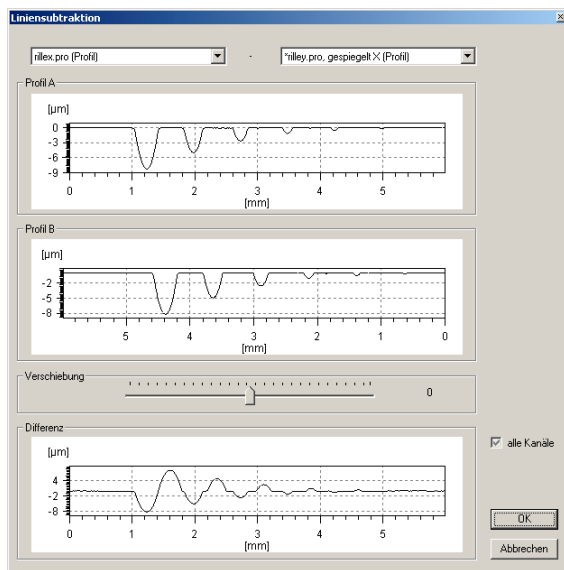 Liniensubtraktion
rillex.pro (Profil) - *rilley.pro, gespiegelt X (Profil)
Profil A
[µm]
0
-3
-6
-9
0 1 2 3 4 5
[mm]
Profil B
[µm]
-2
-5
-8
5 4 3 2 1 0
[mm]
Verschiebung
0
Differenz
[µm]
4
-2
-8
0 1 2 3 4 5
[mm]
alle Kanäle
OK
Abbrechen